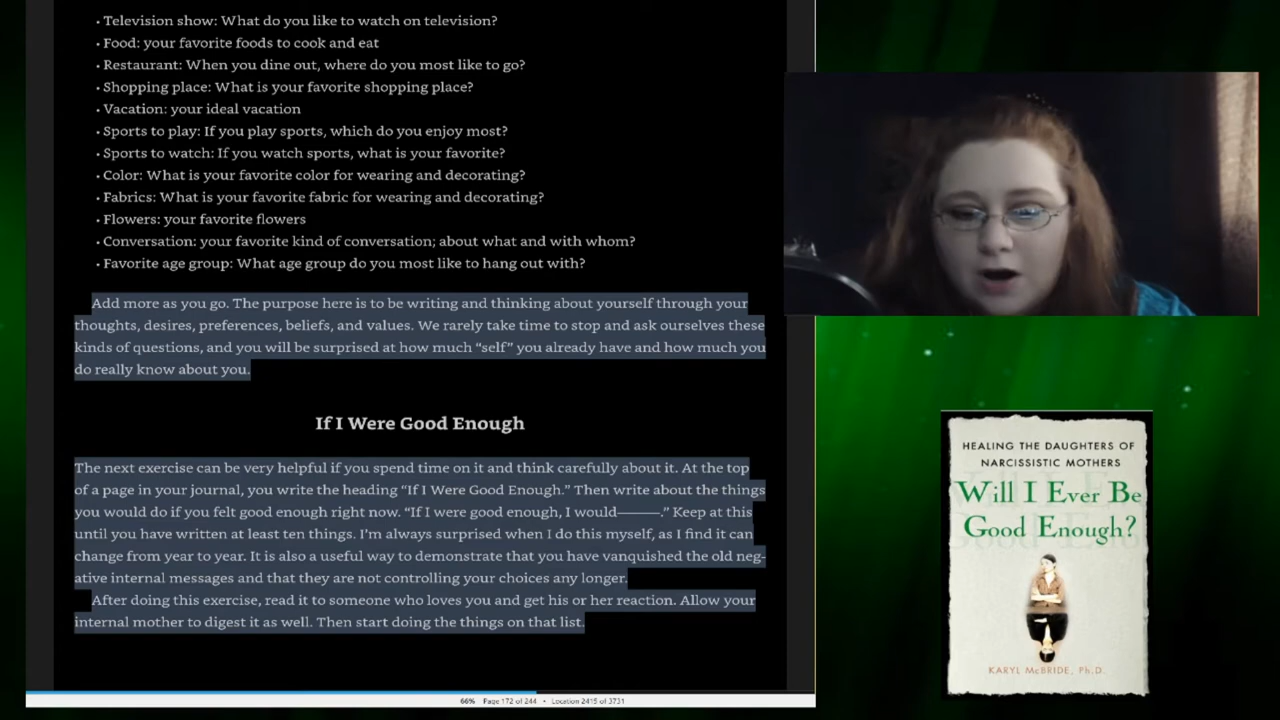 • Television show: What do you like to watch on television?
• Food: your favorite foods to cook and eat
• Restaurant: When you dine out, where do you most like to go?
• Shopping place: What is your favorite shopping place?
• Vacation: your ideal vacation
• Sports to play: If you play sports, which do you enjoy most?
• Sports to watch: If you watch sports, what is your favorite?
• Color: What is your favorite color for wearing and decorating?
• Fabrics: What is your favorite fabric for wearing and decorating?
• Flowers: your favorite flowers
• Conversation: your favorite kind of conversation; about what and with whom?
• Favorite age group: What age group do you most like to hang out with?
Add more as you go. The purpose here is to be writing and thinking about yourself through your
thoughts, desires, preferences, beliefs, and values. We rarely take time to stop and ask ourselves these
kinds of questions, and you will be surprised at how much “self” you already have and how much you
do really know about you.
If I Were Good Enough
The next exercise can be very helpful if you spend time on it and think carefully about it. At the top
of a page in your journal, you write the heading “If I Were Good Enough.” Then write about the things
you would do if you felt good enough right now. “If I were good enough, I would———.” Keep at this
until you have written at least ten things. I’m always surprised when I do this myself, as I find it can
change from year to year. It is also a useful way to demonstrate that you have vanquished the old neg-
ative internal messages and that they are not controlling your choices any longer.
After doing this exercise, read it to someone who loves you and get his or her reaction. Allow your
internal mother to digest it as well. Then start doing the things on that list.
66% Page 172 of 244 • Location 2415 of 3731
HEALING THE DAUGHTERS OF
NARCISSISTIC MOTHERS
Will I Ever Be
Good Enough?
KARYL McBRIDE, Ph.D.